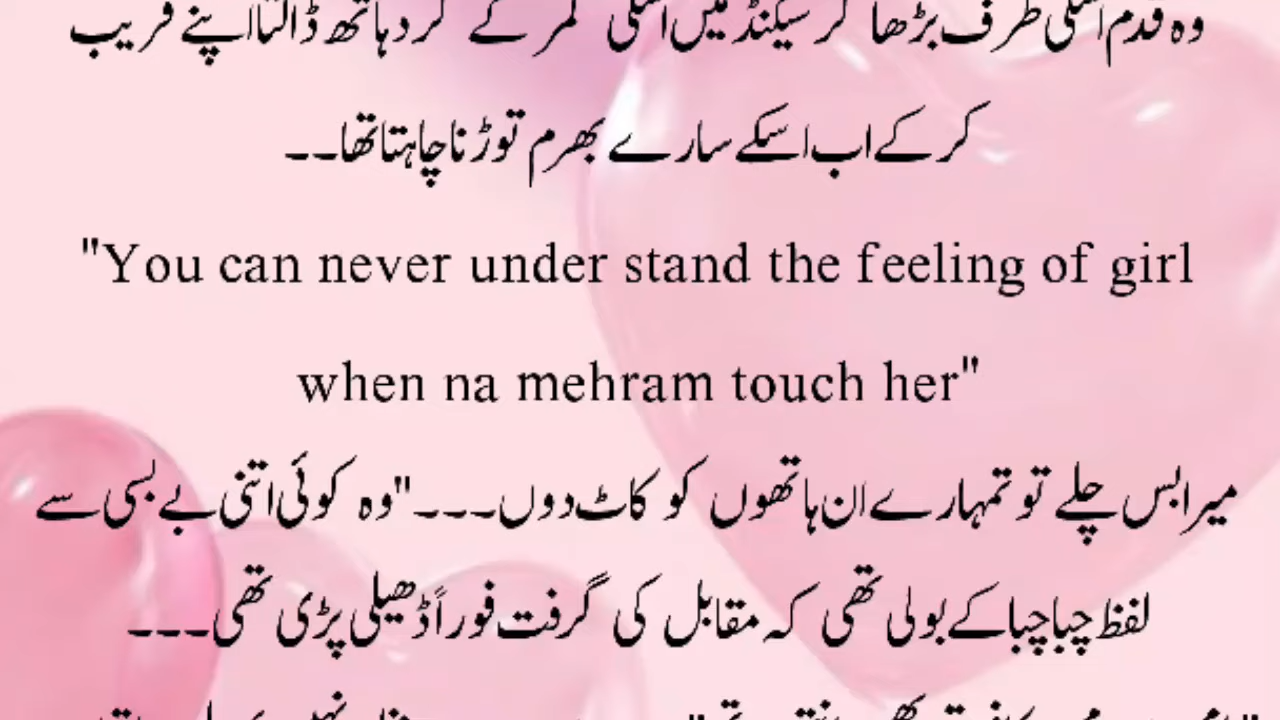 وہ قدم اسکی طرف بڑھا کر سیکنڈ میں اسکی کمر کے گرد ہاتھ ڈالتا اپنے قریب
کر کے اب اسکے سارے بھرم توڑنا چاہتا تھا۔۔
"You can never under stand the feeling of girl
when na mehram touch her"
میرا بس چلے تو تمہارے ان ہاتھوں کو کاٹ دوں۔۔۔"وہ کوئی اتنی بے بسی سے
لفظ چبا چبا کے بولی تھی کہ مقابل کی گرفت فوراً ڈھیلی پڑی تھی۔۔۔